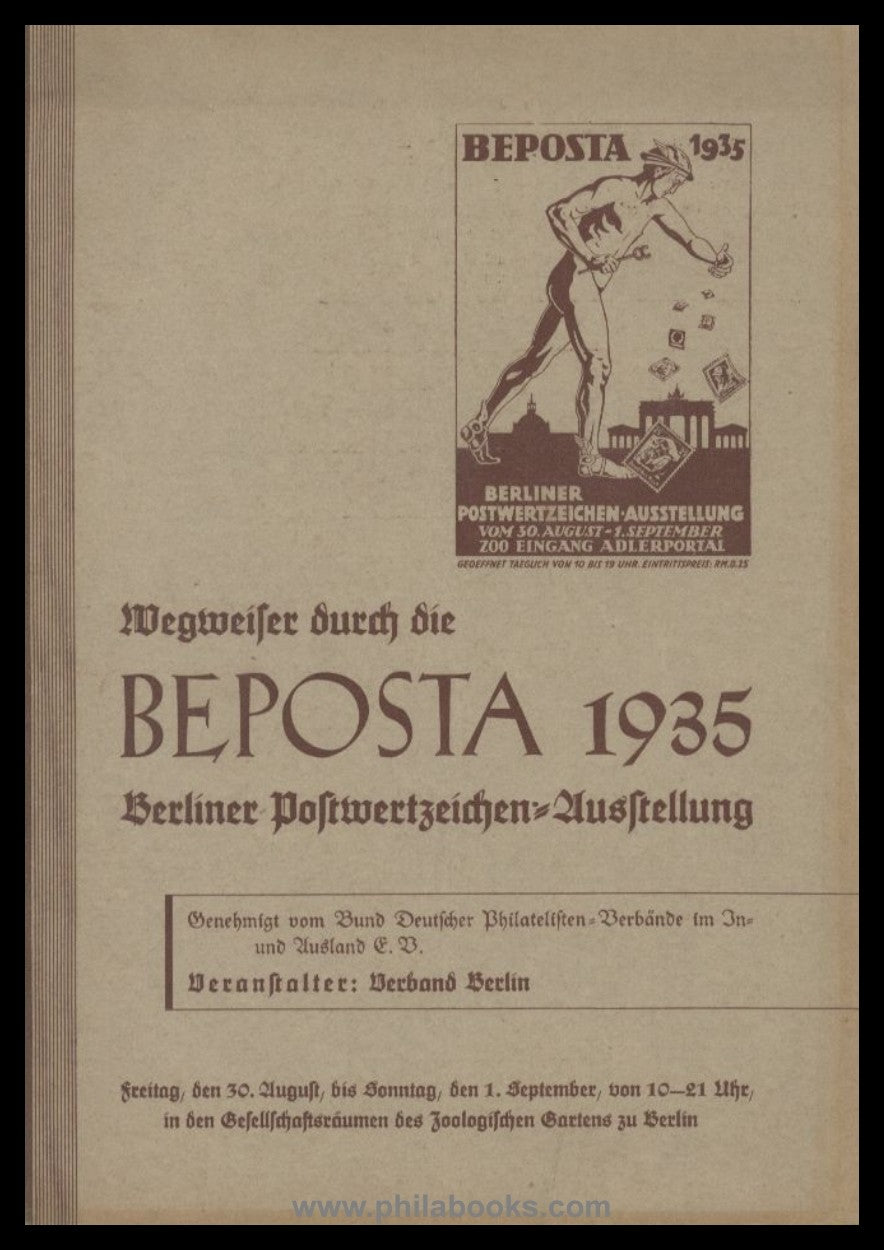 BEPOSTA 1935
BERLINER
POSTWERTZEICHEN-AUSSTELLUNG
VOM 30. AUGUST - 1. SEPTEMBER
ZOO EINGANG ADLERPORTAL
GEOEFFNET TAEGLICH VON 10 BIS 19 UHR. EINTRITTSPREIS: RM.0.25
Wegweiser durch die
BEPOSTA 1935
Berliner Postwertzeichen-Ausstellung
Genehmigt vom Bund Deutscher Philatelisten-Verbände im In-
und Ausland E. V.
Veranstalter: Verband Berlin
Freitag, den 30. August, bis Sonntag, den 1. September, von 10—21 Uhr,
in den Gesellschaftsräumen des Zoologischen Gartens zu Berlin
www.philabooks.com